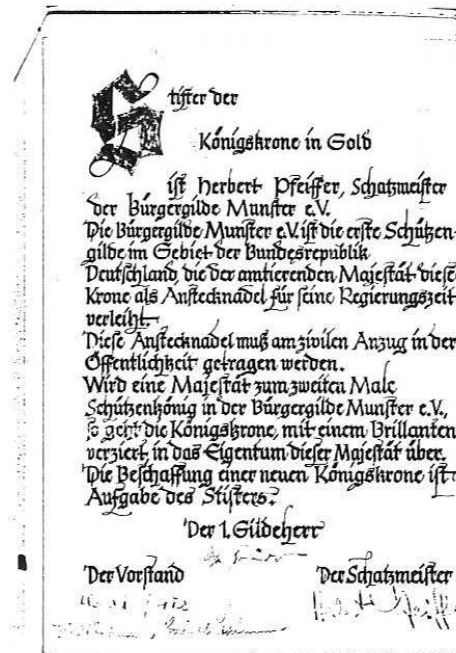 Stifter der
Königskrone in Gold
ist Herbert Pfeiffer, Schatzmeister
der Bürgergilde Munster e.V.
Die Bürgergilde Munster e.V. ist die erste Schützen-
gilde im Gebiet der Bundesrepublik
Deutschland, die der amtierenden Majestät diese
Krone als Anstecknadel für seine Regierungszeit
verleiht.
Diese Anstecknadel muß am zivilen Anzug in der
Öffentlichkeit getragen werden.
Wird eine Majestät zum zweiten Male
Schützenkönig in der Bürgergilde Munster e.V.,
so geht die Königskrone, mit einem Brillanten
verziert, in das Eigentum dieser Majestät über.
Die Beschaffung einer neuen Königskrone ist
Aufgabe des Stifters.
Der 1. Gildeherr
Der Vorstand Der Schatzmeister